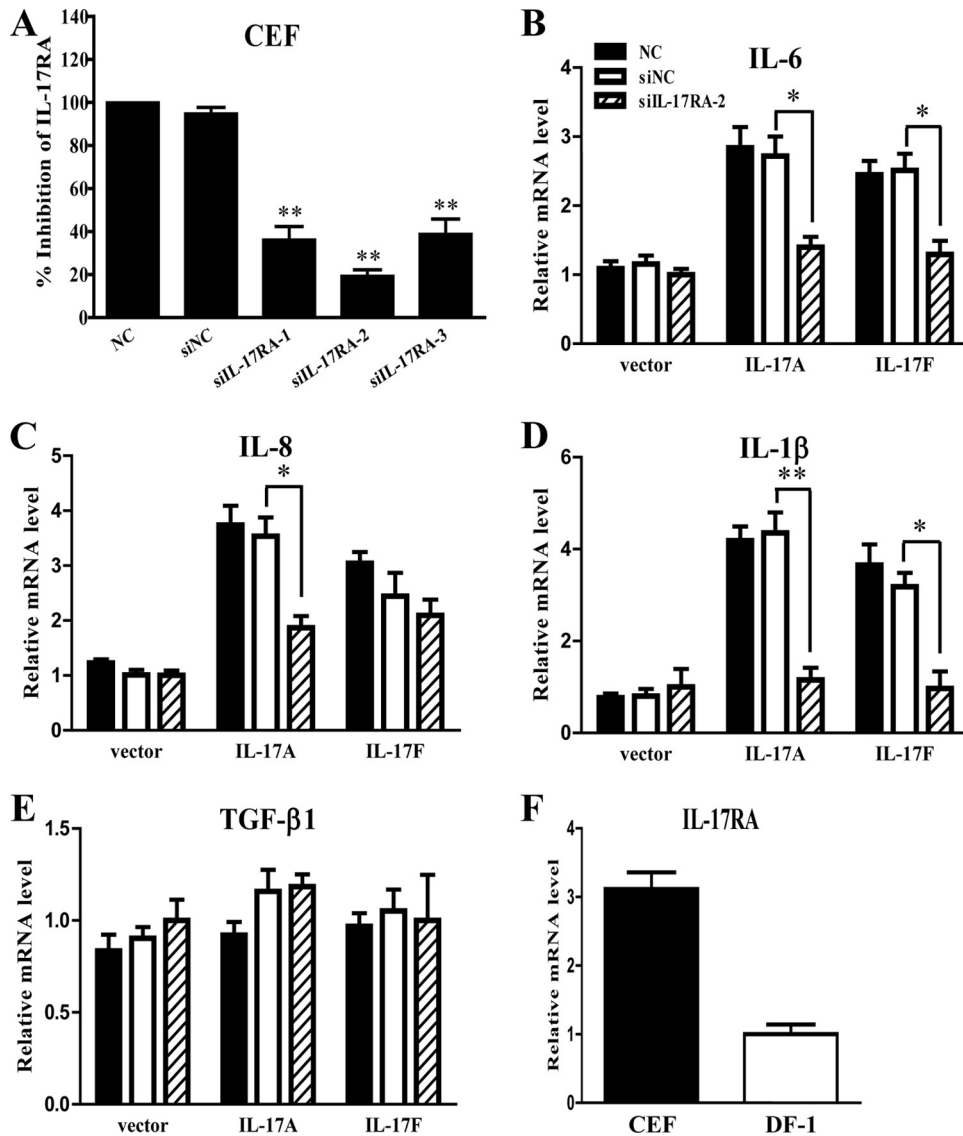 A
CEF
% Inhibition of IL-17RA
140
120
100
80
60
40
20
0
**
**
**
NC
siNC
siIL-17RA-1
siIL-17RA-2
siIL-17RA-3
B
IL-6
NC
siNC
siIL-17RA-2
Relative mRNA level
4
3
2
1
0
*
*
vector
IL-17A
IL-17F
C
IL-8
Relative mRNA level
5
4
3
2
1
0
*
vector
IL-17A
IL-17F
D
IL-1β
Relative mRNA level
6
4
2
0
**
*
vector
IL-17A
IL-17F
E
TGF-β1
Relative mRNA level
1.5
1.0
0.5
0.0
vector
IL-17A
IL-17F
F
IL-17RA
Relative mRNA level
4
3
2
1
0
CEF
DF-1